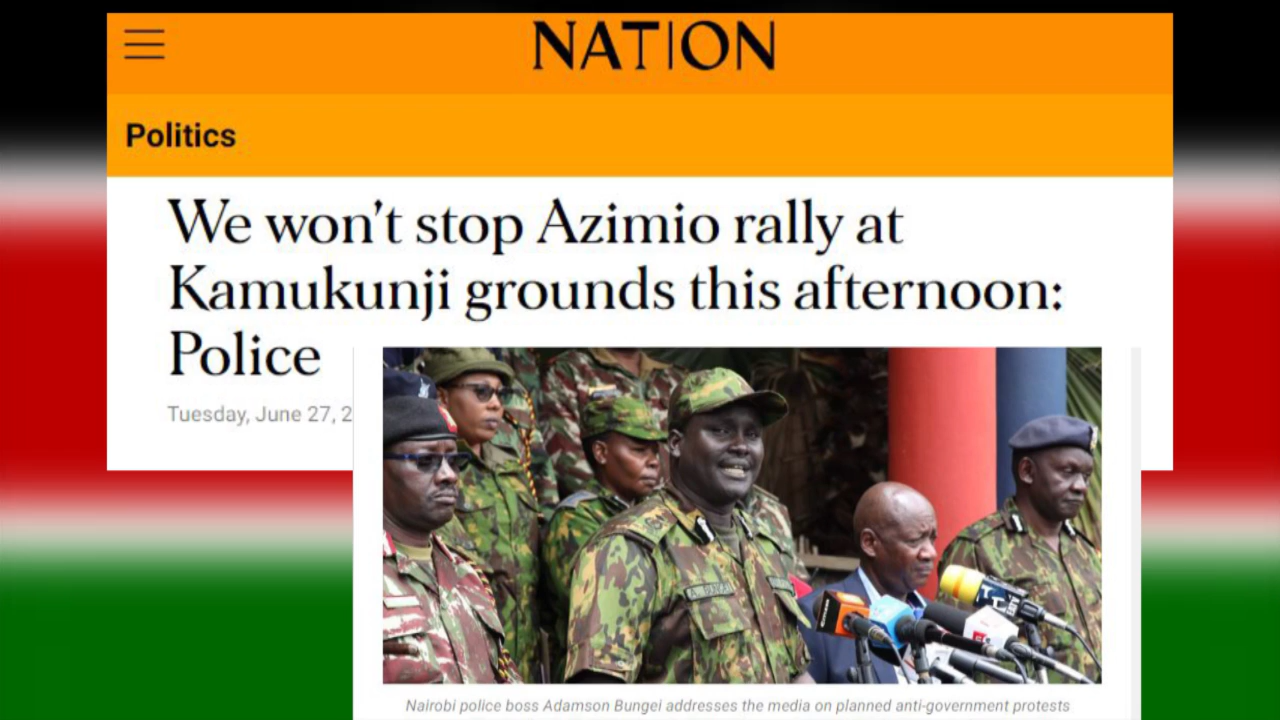 NATION
Politics
We won't stop Azimio rally at
Kamukunji grounds this afternoon:
Police
Tuesday, June 27, 2
Nairobi police boss Adamson Bungei addresses the media on planned anti-government protests